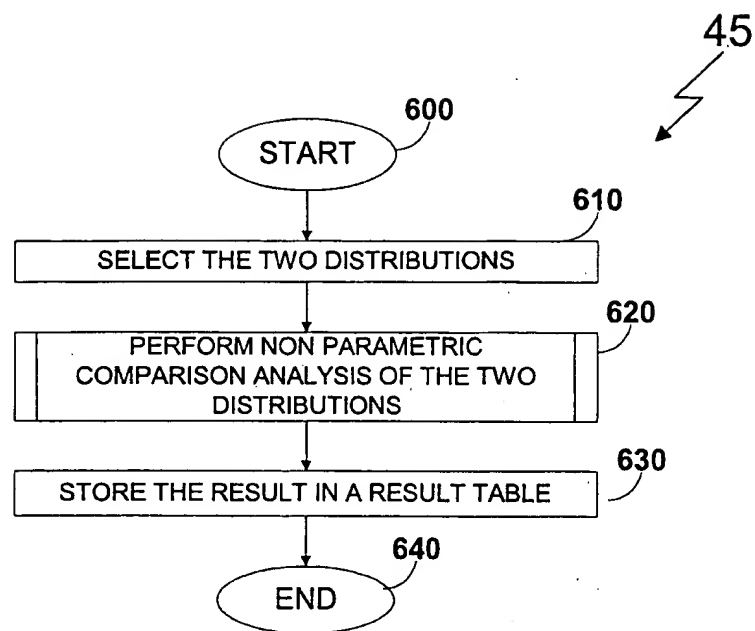 45
600
START
610
SELECT THE TWO DISTRIBUTIONS
620
PERFORM NON PARAMETRIC
COMPARISON ANALYSIS OF THE TWO
DISTRIBUTIONS
630
STORE THE RESULT IN A RESULT TABLE
640
END